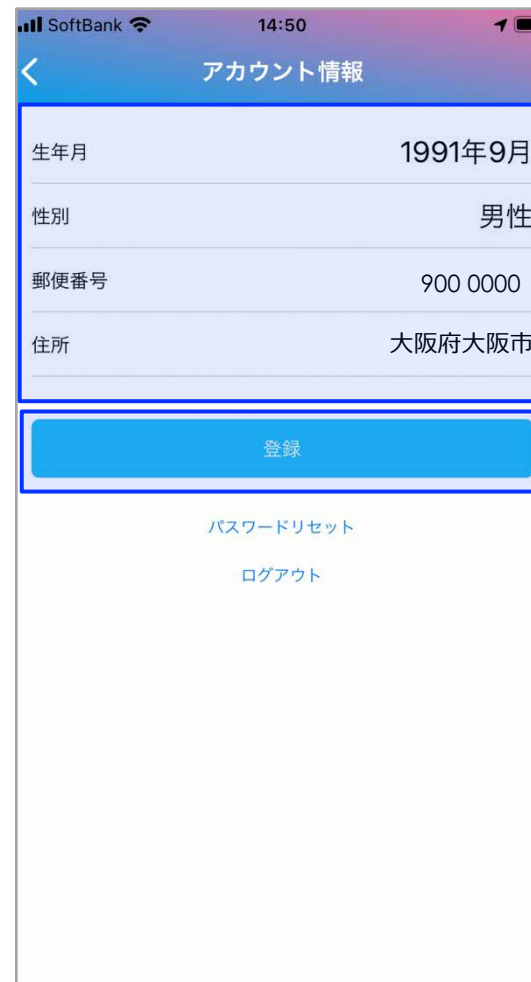 SoftBank 14:50
アカウント情報
生年月 1991年9月
性別 男性
郵便番号 900 0000
住所 大阪府大阪市
登録
パスワードリセット
ログアウト